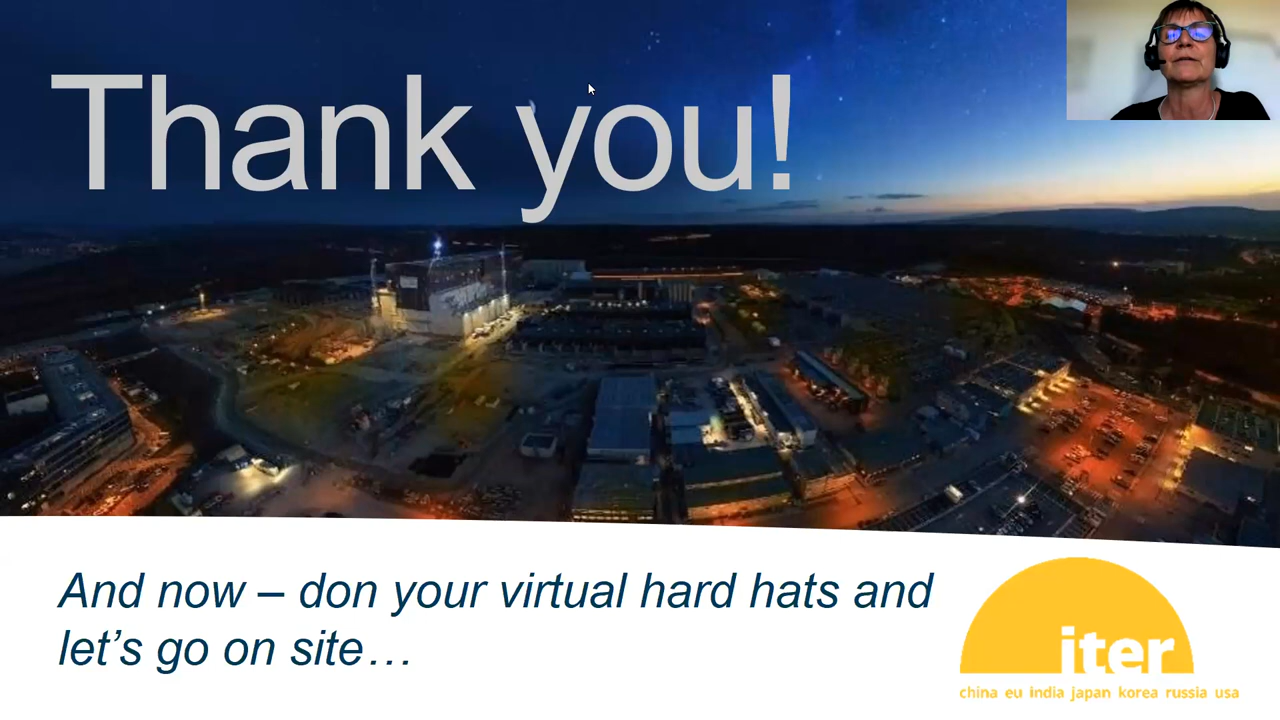 Thank you!
And now – don your virtual hard hats and
let's go on site…
iter
china eu india japan korea russia usa